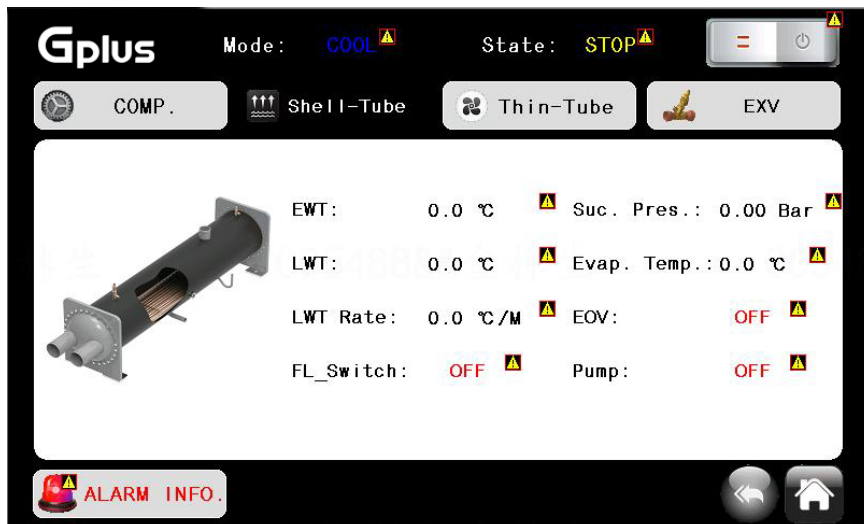 Gplus Mode: COOL State: STOP
COMP. Shell-Tube Thin-Tube EXV
EWT: 0.0 ℃ Suc. Pres.: 0.00 Bar
LWT: 0.0 ℃ Evap. Temp.: 0.0 ℃
LWT Rate: 0.0 ℃/M EOV: OFF
FL_Switch: OFF Pump: OFF
ALARM INFO.